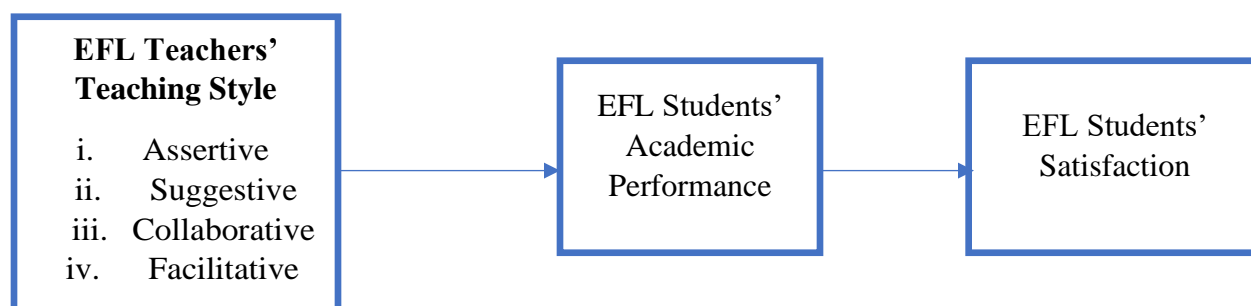 EFL Teachers’
Teaching Style
i. Assertive
ii. Suggestive
iii. Collaborative
iv. Facilitative
EFL Students’
Academic
Performance
EFL Students’
Satisfaction